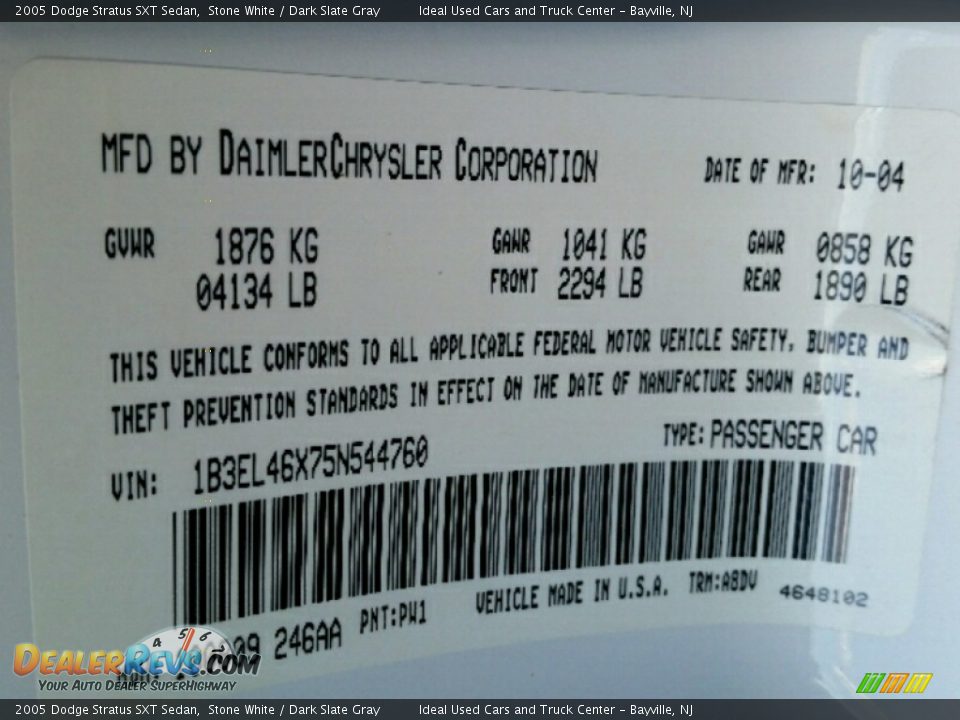 2005 Dodge Stratus SXT Sedan, Stone White / Dark Slate Gray Ideal Used Cars and Truck Center - Bayville, NJ
MFD BY DAIMLERCHRYSLER CORPORATION DATE OF MFR: 10-04
GVWR 1876 KG GAWR 1041 KG GAWR 0858 KG
04134 LB FRONT 2294 LB REAR 1890 LB
THIS VEHICLE CONFORMS TO ALL APPLICABLE FEDERAL MOTOR VEHICLE SAFETY, BUMPER AND
THEFT PREVENTION STANDARDS IN EFFECT ON THE DATE OF MANUFACTURE SHOWN ABOVE.
VIN: 1B3EL46X75N544760 TYPE: PASSENGER CAR
246AA PNT:PW1 VEHICLE MADE IN U.S.A. TRM:A8DV 4648102
4 5 6
DEALERREVS.COM
YOUR AUTO DEALER SUPERHIGHWAY
2005 Dodge Stratus SXT Sedan, Stone White / Dark Slate Gray Ideal Used Cars and Truck Center - Bayville, NJ